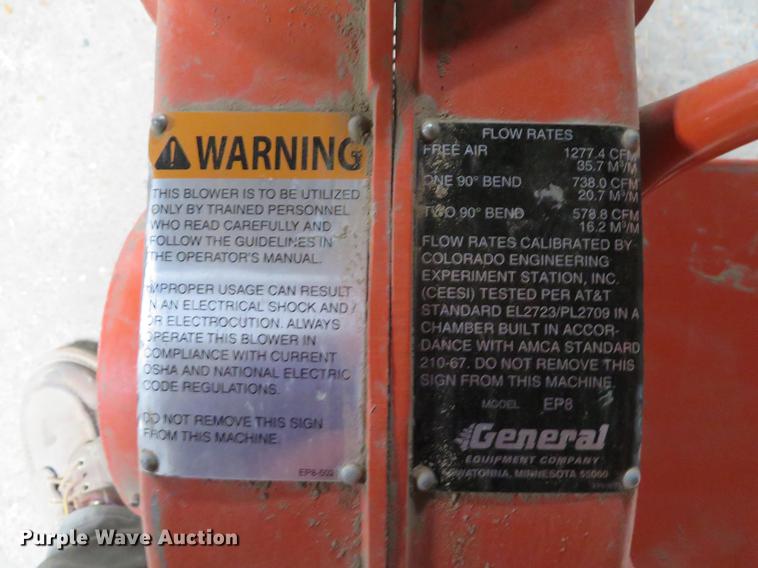 WARNING
THIS BLOWER IS TO BE UTILIZED
ONLY BY TRAINED PERSONNEL
WHO READ CAREFULLY AND
FOLLOW THE GUIDELINES IN
THE OPERATOR'S MANUAL.
IMPROPER USAGE CAN RESULT
IN AN ELECTRICAL SHOCK AND/
OR ELECTROCUTION. ALWAYS
OPERATE THIS BLOWER IN
COMPLIANCE WITH CURRENT
OSHA AND NATIONAL ELECTRIC
CODE REGULATIONS.
DO NOT REMOVE THIS SIGN
FROM THIS MACHINE.
EP8-502
FLOW RATES
FREE AIR 1277.4 CFM
35.7 M³/M
ONE 90° BEND 738.0 CFM
20.7 M³/M
TWO 90° BEND 578.8 CFM
16.2 M³/M
FLOW RATES CALIBRATED BY
COLORADO ENGINEERING
EXPERIMENT STATION, INC.
(CEESI) TESTED PER AT&T
STANDARD EL2723/PL2709 IN A
CHAMBER BUILT IN ACCOR-
DANCE WITH AMCA STANDARD
210-67. DO NOT REMOVE THIS
SIGN FROM THIS MACHINE.
MODEL EP8
General
EQUIPMENT COMPANY
OWATONNA, MINNESOTA 55060
Purple Wave Auction